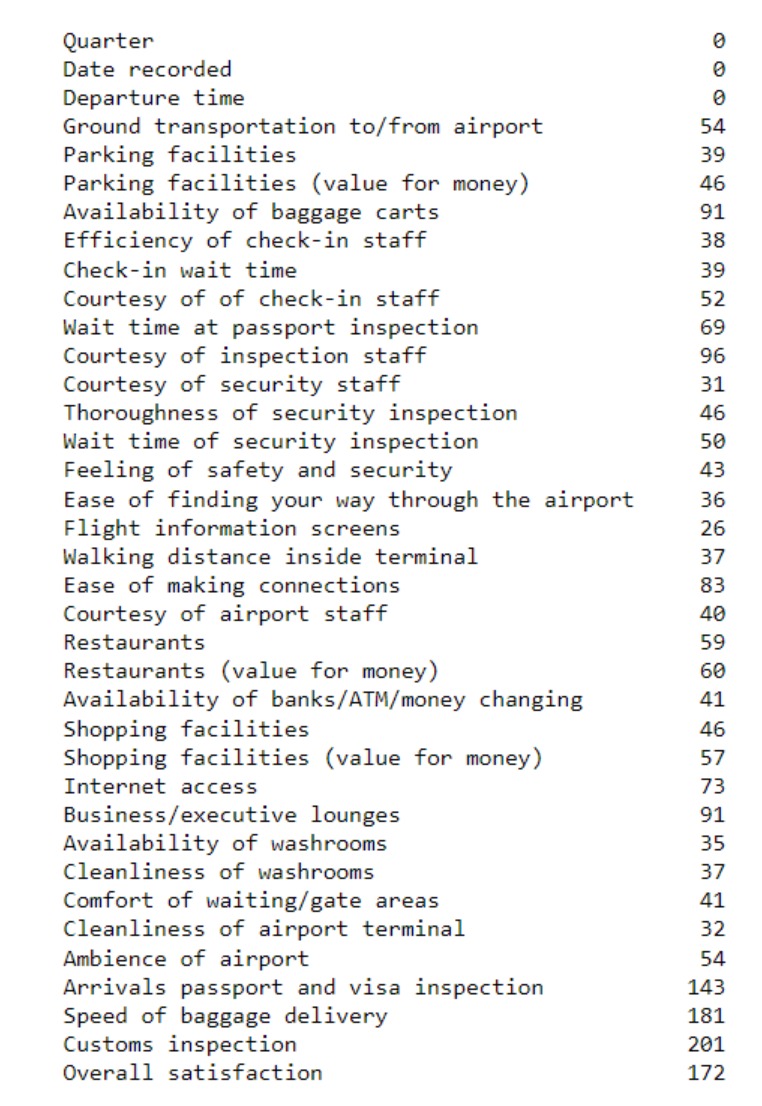 Quarter 0
Date recorded 0
Departure time 0
Ground transportation to/from airport 54
Parking facilities 39
Parking facilities (value for money) 46
Availability of baggage carts 91
Efficiency of check-in staff 38
Check-in wait time 39
Courtesy of of check-in staff 52
Wait time at passport inspection 69
Courtesy of inspection staff 96
Courtesy of security staff 31
Thoroughness of security inspection 46
Wait time of security inspection 50
Feeling of safety and security 43
Ease of finding your way through the airport 36
Flight information screens 26
Walking distance inside terminal 37
Ease of making connections 83
Courtesy of airport staff 40
Restaurants 59
Restaurants (value for money) 60
Availability of banks/ATM/money changing 41
Shopping facilities 46
Shopping facilities (value for money) 57
Internet access 73
Business/executive lounges 91
Availability of washrooms 35
Cleanliness of washrooms 37
Comfort of waiting/gate areas 41
Cleanliness of airport terminal 32
Ambience of airport 54
Arrivals passport and visa inspection 143
Speed of baggage delivery 181
Customs inspection 201
Overall satisfaction 172